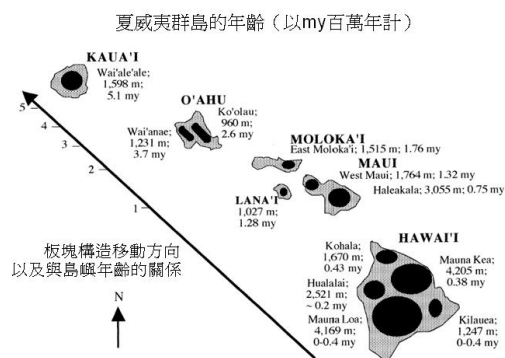 夏威夷群島的年齡（以my百萬年計）
KAUA'I
Wai'ale'ale;
1,598 m;
5.1 my
O'AHU
Ko'olau;
960 m;
2.6 my
Wai'anae;
1,231 m;
3.7 my
MOLOKA'I
East Moloka'i; 1,515 m; 1.76 my
MAUI
West Maui; 1,764 m; 1.32 my
Haleakala; 3,055 m; 0.75 my
LANA'I
1,027 m;
1.28 my
5
4
3
2
1
HAWAI'I
Kohala;
1,670 m;
0.43 my
Mauna Kea;
4,205 m;
0.38 my
Hualalai;
2,521 m;
~ 0.2 my
Mauna Loa;
4,169 m;
0-0.4 my
Kilauea;
1,247 m;
0-0.4 my
板塊構造移動方向
以及與島嶼年齡的關係
N